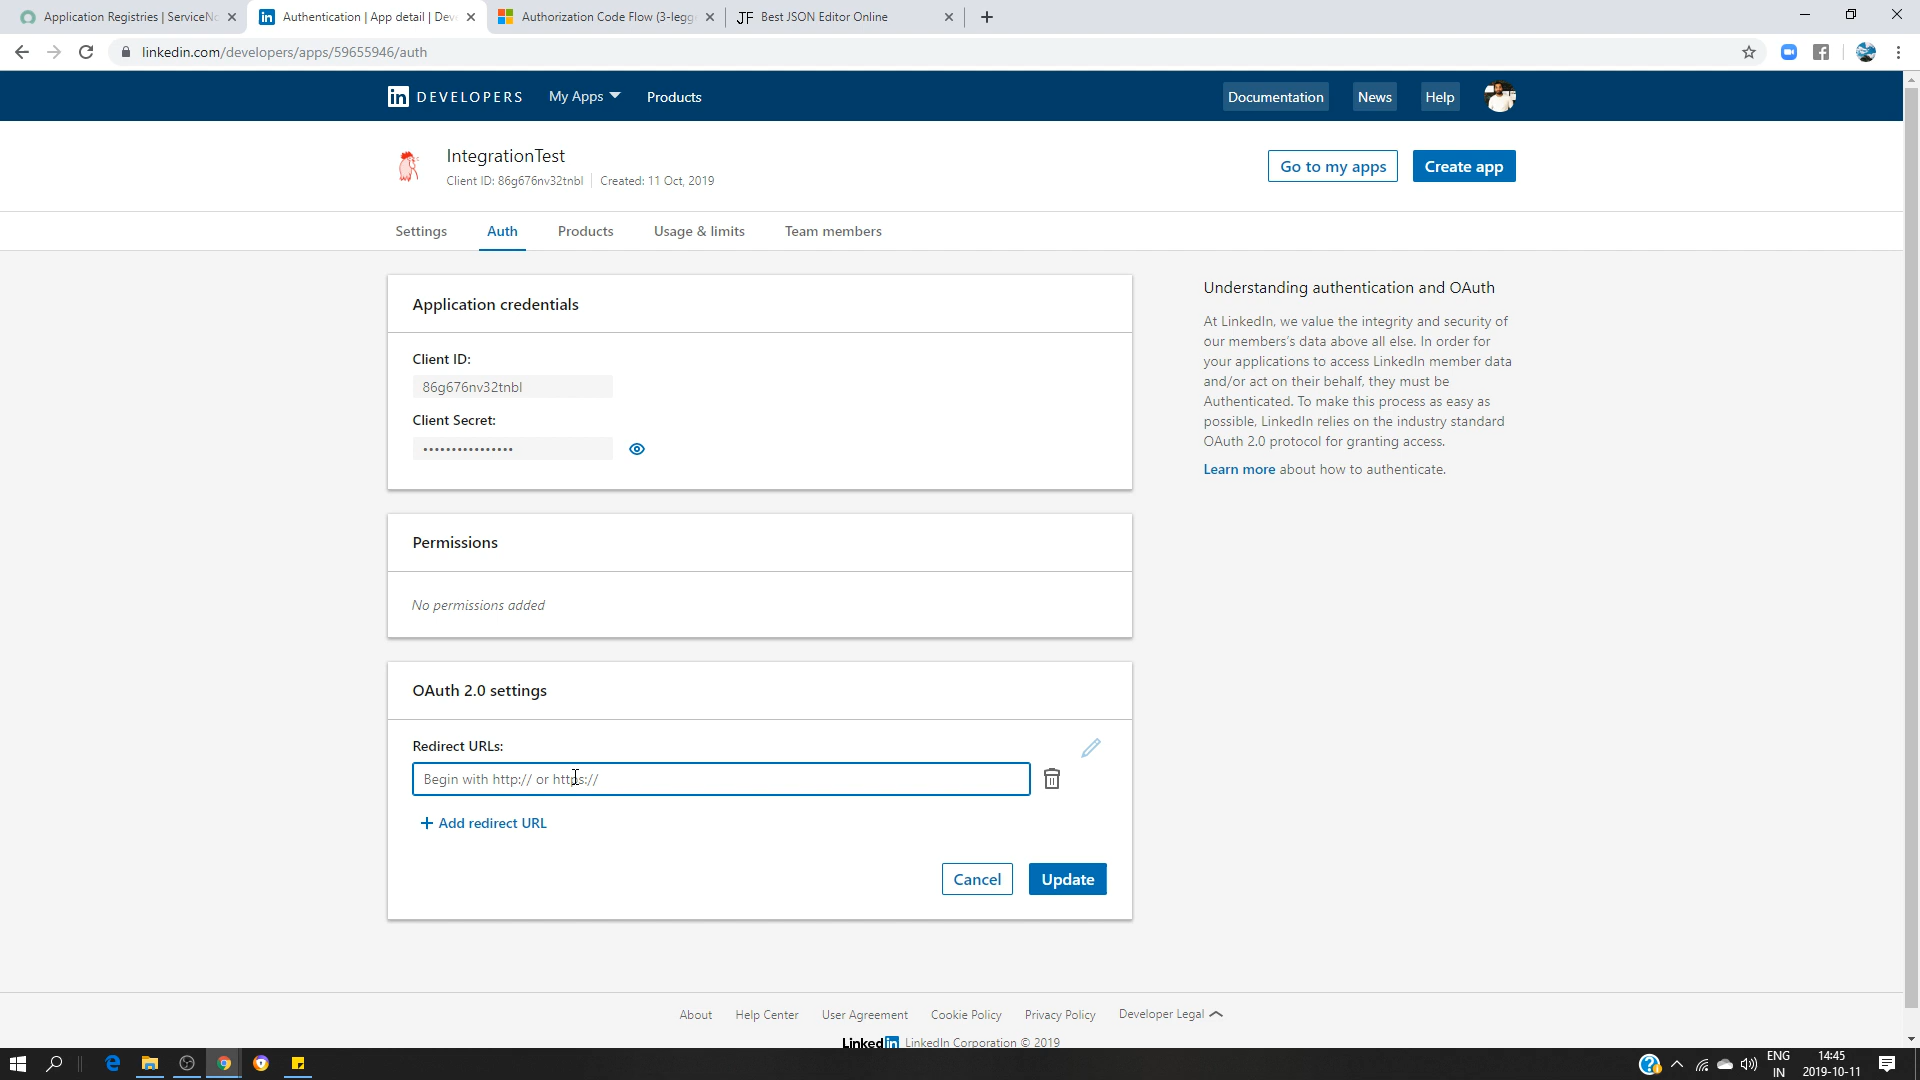 Application Registries | ServiceNo
Authentication | App detail | Dev
Authorization Code Flow (3-legg
JF Best JSON Editor Online
linkedin.com/developers/apps/59655946/auth
in DEVELOPERS
My Apps
Products
Documentation
News
Help
IntegrationTest
Client ID: 86g676nv32tnbl
Created: 11 Oct, 2019
Go to my apps
Create app
Settings
Auth
Products
Usage & limits
Team members
Application credentials
Client ID:
86g676nv32tnbl
Client Secret:
••••••••••••••••
Permissions
No permissions added
OAuth 2.0 settings
Redirect URLs:
Begin with http:// or https://
+ Add redirect URL
Cancel
Update
Understanding authentication and OAuth
At LinkedIn, we value the integrity and security of
our members's data above all else. In order for
your applications to access LinkedIn member data
and/or act on their behalf, they must be
Authenticated. To make this process as easy as
possible, LinkedIn relies on the industry standard
OAuth 2.0 protocol for granting access.
Learn more about how to authenticate.
About
Help Center
User Agreement
Cookie Policy
Privacy Policy
Developer Legal
Linked in LinkedIn Corporation © 2019
ENG
IN
14:45
2019-10-11